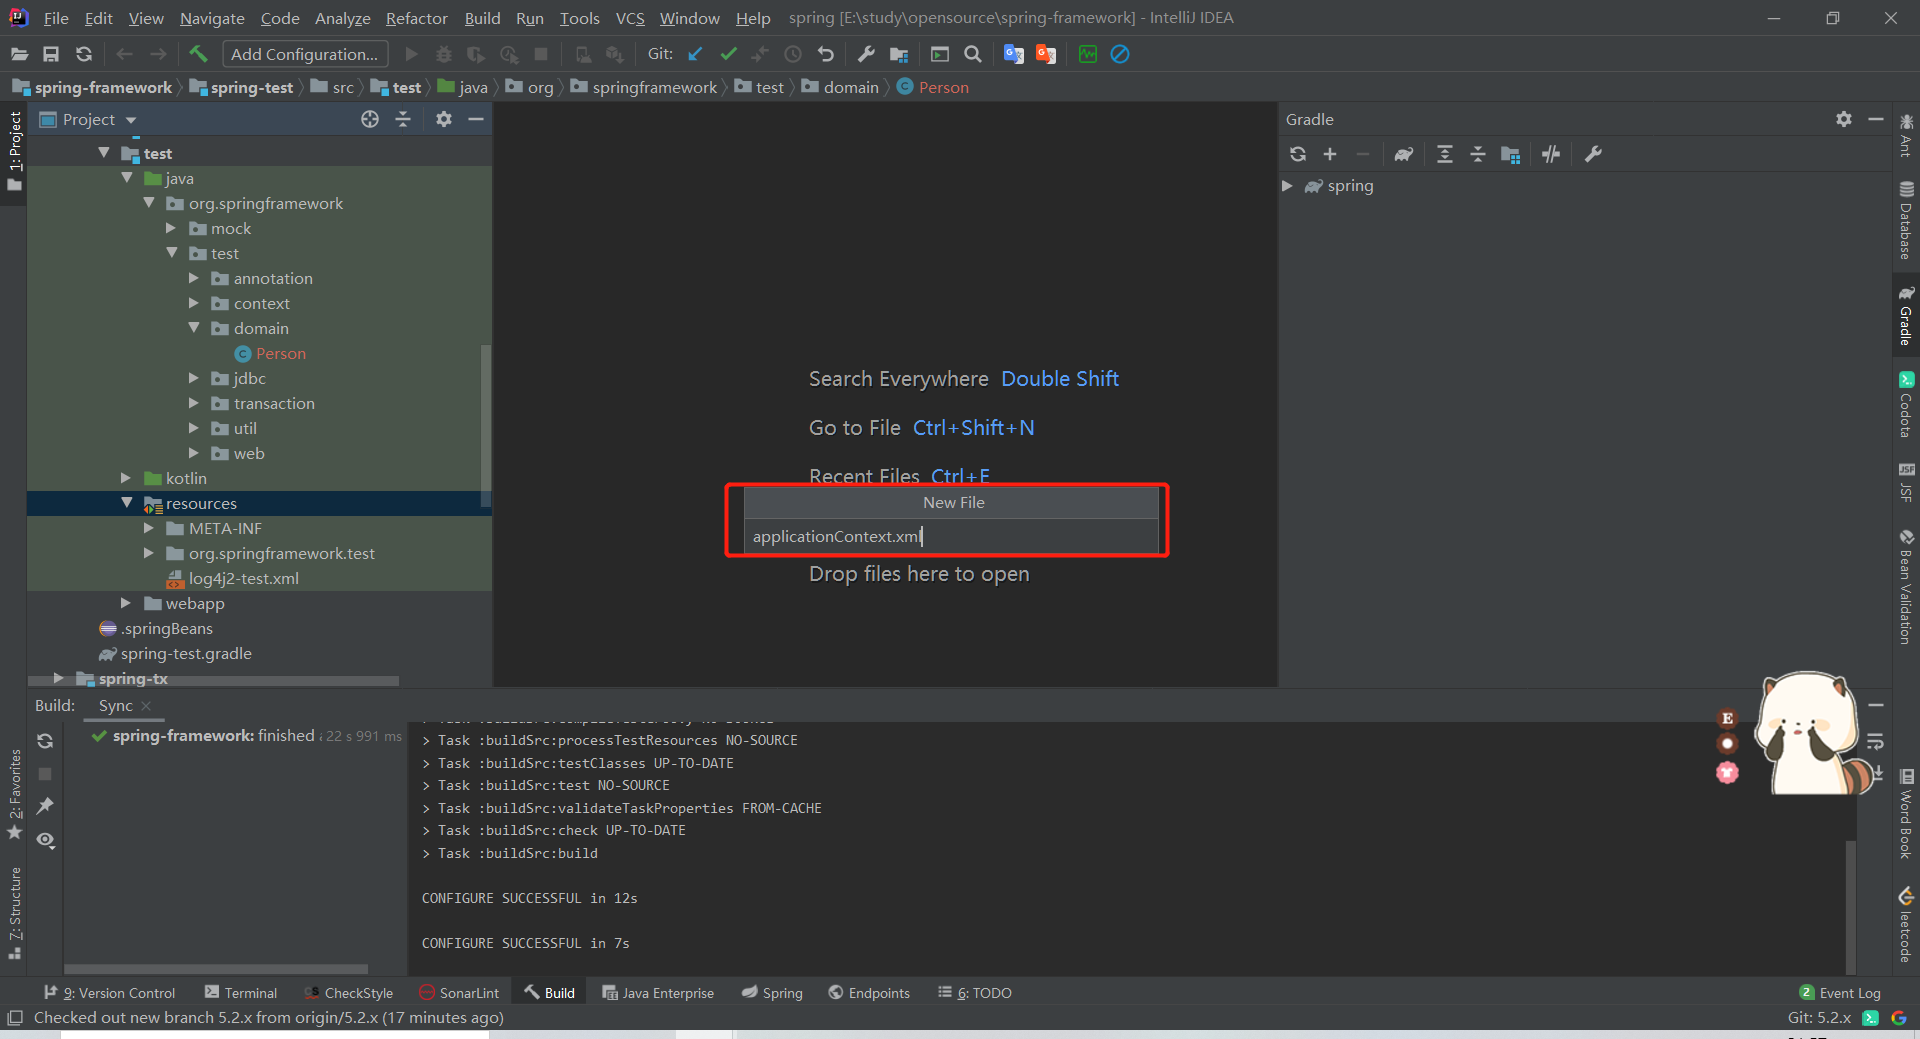 File Edit View Navigate Code Analyze Refactor Build Run Tools VCS Window Help spring [E:\study\opensource\spring-framework] - IntelliJ IDEA
Add Configuration... Git:
spring-framework spring-test src test java org springframework test domain Person
1: Project
Project
test
java
org.springframework
mock
test
annotation
context
domain
Person
jdbc
transaction
util
web
kotlin
resources
META-INF
org.springframework.test
log4j2-test.xml
webapp
.springBeans
spring-test.gradle
spring-tx
Search Everywhere Double Shift
Go to File Ctrl+Shift+N
Recent Files Ctrl+E
New File
applicationContext.xml
Drop files here to open
Gradle
spring
Ant
Database
Gradle
Codota
JSF
Bean Validation
Word Book
leetcode
Build: Sync
spring-framework: finished 22 s 991 ms
> Task :buildSrc:processTestResources NO-SOURCE
> Task :buildSrc:testClasses UP-TO-DATE
> Task :buildSrc:test NO-SOURCE
> Task :buildSrc:validateTaskProperties FROM-CACHE
> Task :buildSrc:check UP-TO-DATE
> Task :buildSrc:build
CONFIGURE SUCCESSFUL in 12s
CONFIGURE SUCCESSFUL in 7s
E
2: Favorites
7: Structure
9: Version Control Terminal CheckStyle SonarLint Build Java Enterprise Spring Endpoints 6: TODO 2 Event Log
Checked out new branch 5.2.x from origin/5.2.x (17 minutes ago) Git: 5.2.x